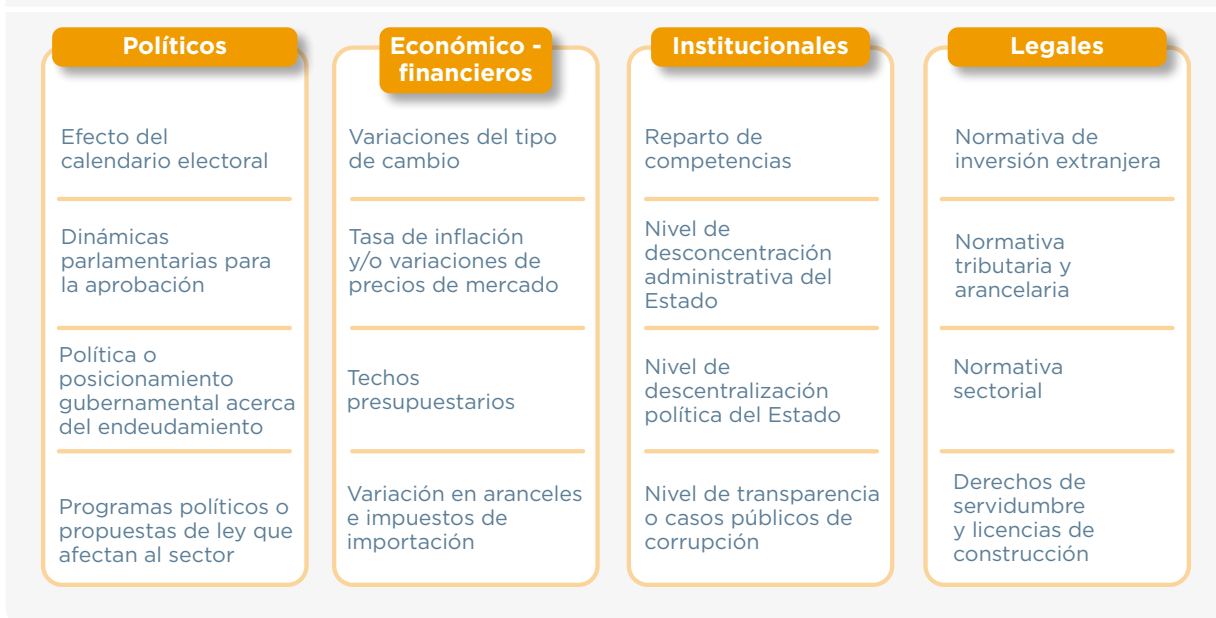 Políticos
Efecto del
calendario electoral
Dinámicas
parlamentarias para
la aprobación
Política o
posicionamiento
gubernamental acerca
del endeudamiento
Programas políticos o
propuestas de ley que
afectan al sector
Económico -
financieros
Variaciones del tipo
de cambio
Tasa de inflación
y/o variaciones de
precios de mercado
Techos
presupuestarios
Variación en aranceles
e impuestos de
importación
Institucionales
Reparto de
competencias
Nivel de
desconcentración
administrativa del
Estado
Nivel de
descentralización
política del Estado
Nivel de transparencia
o casos públicos de
corrupción
Legales
Normativa de
inversión extranjera
Normativa
tributaria y
arancelaria
Normativa
sectorial
Derechos de
servidumbre
y licencias de
construcción